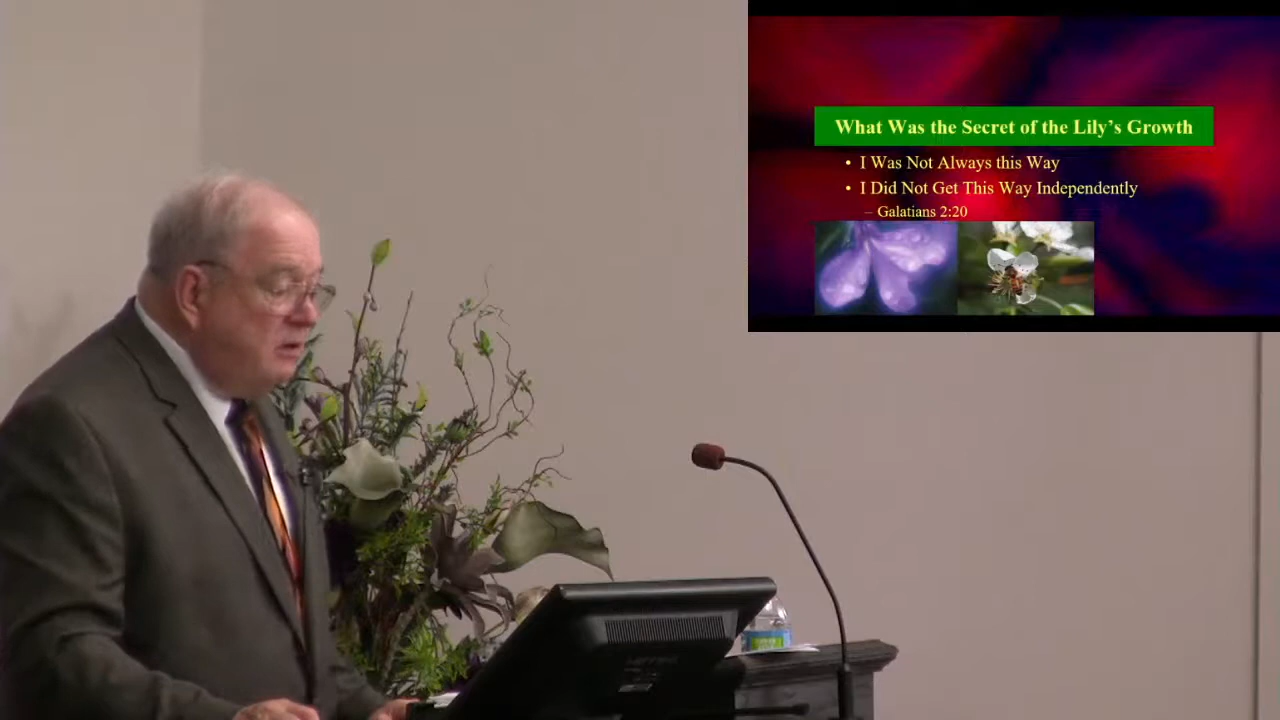 What Was the Secret of the Lily's Growth
• I Was Not Always this Way
• I Did Not Get This Way Independently
– Galatians 2:20